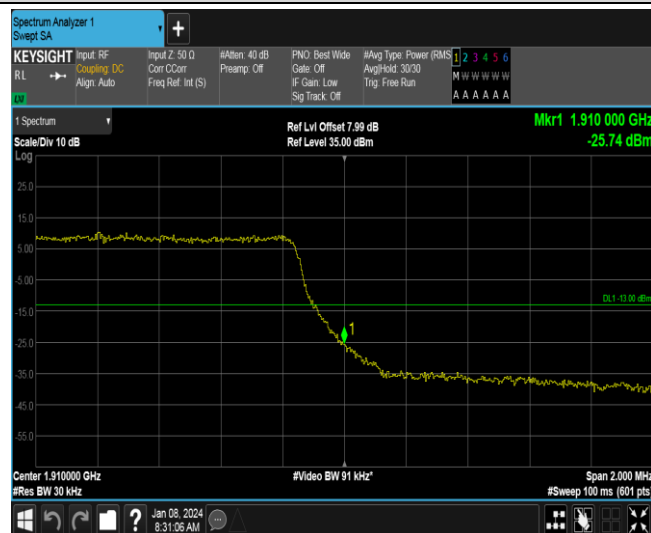 Spectrum Analyzer 1
Swept SA
+
KEYSIGHT Input: RF Input Z: 50 Ω #Atten: 40 dB PNO: Best Wide #Avg Type: Power (RMS 1 2 3 4 5 6
RL Coupling: DC Corr CCorr Preamp: Off Gate: Off Avg|Hold: 30/30 M W W W W W
Align: Auto Freq Ref: Int (S) IF Gain: Low Trig: Free Run
Sig Track: Off A A A A A A
1 Spectrum
Scale/Div 10 dB
Ref Lvl Offset 7.99 dB
Ref Level 35.00 dBm
Mkr1 1.910 000 GHz
-25.74 dBm
Log
25.0
15.0
5.00
-5.00
DL1 -13.00 dBm
-15.0
1
-25.0
-35.0
-45.0
-55.0
Center 1.91000 GHz #Video BW 91 kHz* Span 2.000 MHz
#Res BW 30 kHz #Sweep 100 ms (601 pts)
? Jan 08, 2024
8:31:06 AM